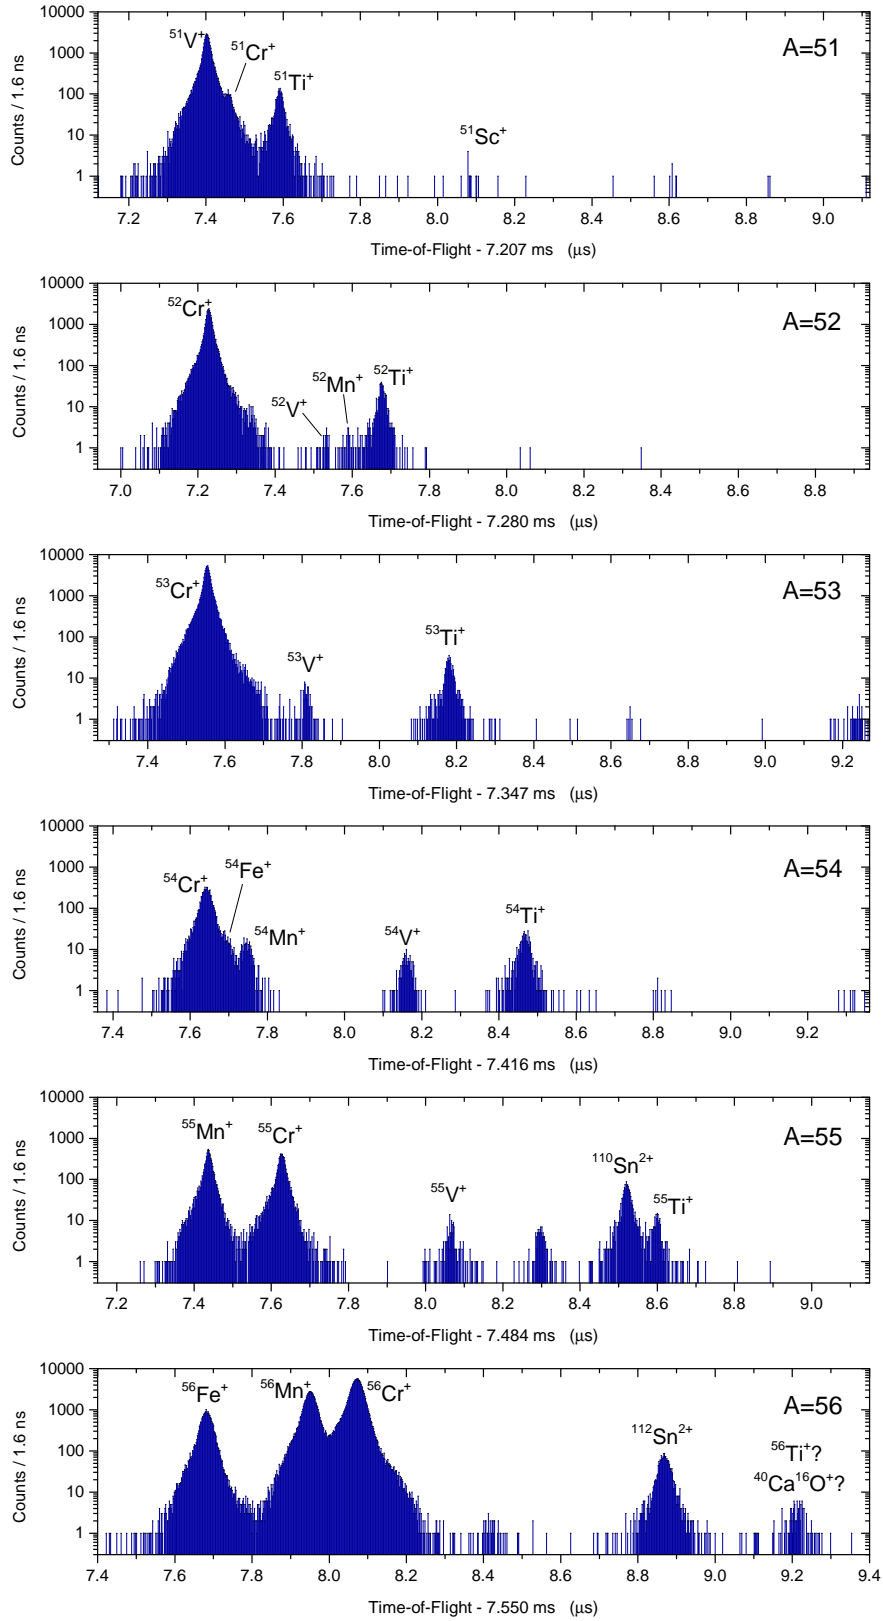 10000
1000
100
10
1
Counts / 1.6 ns
⁵¹V⁺
⁵¹Cr⁺
⁵¹Ti⁺
⁵¹Sc⁺
A=51
7.2 7.4 7.6 7.8 8.0 8.2 8.4 8.6 8.8 9.0
Time-of-Flight - 7.207 ms (μs)
10000
1000
100
10
1
Counts / 1.6 ns
⁵²Cr⁺
⁵²V⁺
⁵²Mn⁺
⁵²Ti⁺
A=52
7.0 7.2 7.4 7.6 7.8 8.0 8.2 8.4 8.6 8.8
Time-of-Flight - 7.280 ms (μs)
10000
1000
100
10
1
Counts / 1.6 ns
⁵³Cr⁺
⁵³V⁺
⁵³Ti⁺
A=53
7.4 7.6 7.8 8.0 8.2 8.4 8.6 8.8 9.0 9.2
Time-of-Flight - 7.347 ms (μs)
10000
1000
100
10
1
Counts / 1.6 ns
⁵⁴Cr⁺
⁵⁴Fe⁺
⁵⁴Mn⁺
⁵⁴V⁺
⁵⁴Ti⁺
A=54
7.4 7.6 7.8 8.0 8.2 8.4 8.6 8.8 9.0 9.2
Time-of-Flight - 7.416 ms (μs)
10000
1000
100
10
1
Counts / 1.6 ns
⁵⁵Mn⁺
⁵⁵Cr⁺
⁵⁵V⁺
¹¹⁰Sn²⁺
⁵⁵Ti⁺
A=55
7.2 7.4 7.6 7.8 8.0 8.2 8.4 8.6 8.8 9.0
Time-of-Flight - 7.484 ms (μs)
10000
1000
100
10
1
Counts / 1.6 ns
⁵⁶Fe⁺
⁵⁶Mn⁺
⁵⁶Cr⁺
¹¹²Sn²⁺
A=56
⁵⁶Ti⁺?
⁴⁰Ca¹⁶O⁺?
7.4 7.6 7.8 8.0 8.2 8.4 8.6 8.8 9.0 9.2 9.4
Time-of-Flight - 7.550 ms (μs)